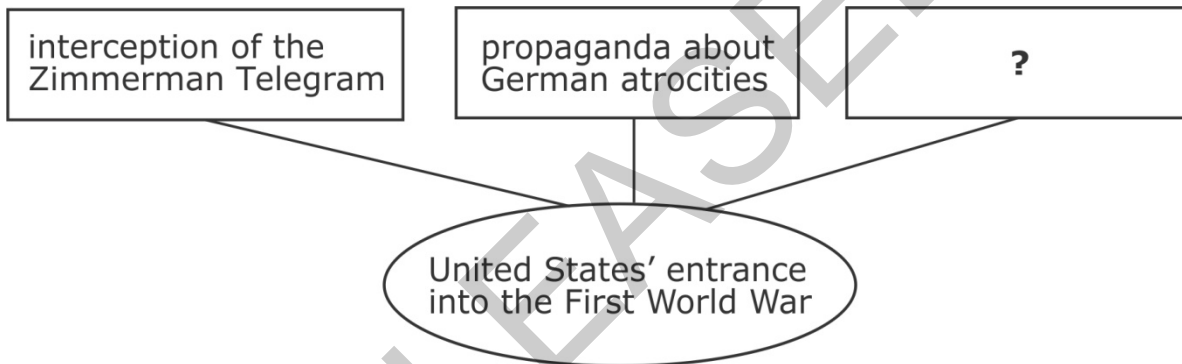 interception of the
Zimmerman Telegram
propaganda about
German atrocities
?
United States' entrance
into the First World War